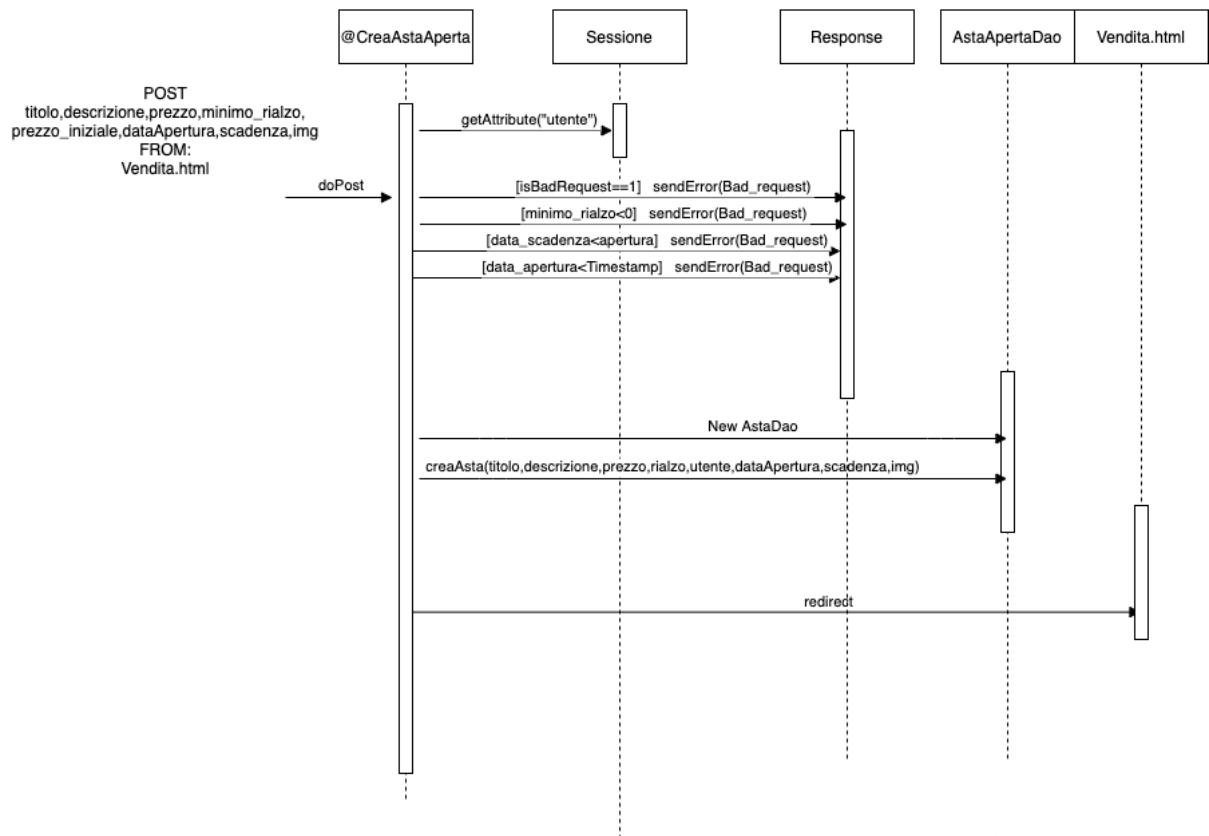 @CreaAstaAperta
Sessione
Response
AstaApertaDao
Vendita.html
POST
titolo,descrizione,prezzo,minimo_rialzo,
prezzo_iniziale,dataApertura,scadenza,img
FROM:
Vendita.html
getAttribute("utente")
doPost
[isBadRequest==1] sendError(Bad_request)
[minimo_rialzo<0] sendError(Bad_request)
[data_scadenza<apertura] sendError(Bad_request)
[data_apertura<Timestamp] sendError(Bad_request)
New AstaDao
creaAsta(titolo,descrizione,prezzo,rialzo,utente,dataApertura,scadenza,img)
redirect